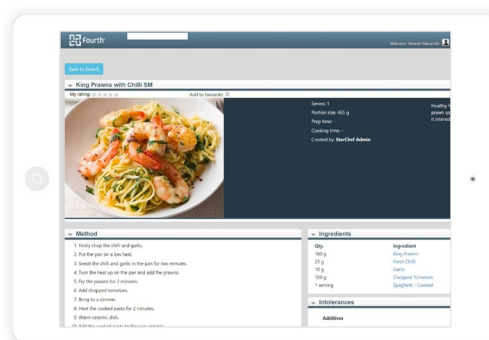 Fourth
Back to Search
King Prawns with Chilli SM
My rating:
Add to favourite
Serves: 1
Portion size: 465 g
Prep time: -
Cooking time: -
Created by: StarChef Admin
Method
1. Finely chop the chilli and garlic.
2. Put the pan on a low heat.
3. Sweat the chilli and garlic in the pan for two minutes.
4. Turn the heat up on the pan and add the prawns.
5. Fry the prawns for 2 minutes.
6. Add chopped tomatoes.
7. Bring to a simmer.
8. Heat the cooked pasta for 2 minutes.
9. Warm ceramic dish.
Ingredients
Qty. Ingredient
180 g King Prawns
25 g Fresh Chilli
10 g Garlic
100 g Chopped Tomatoes
1 serving Spaghetti - Cooked
Intolerances
Additives